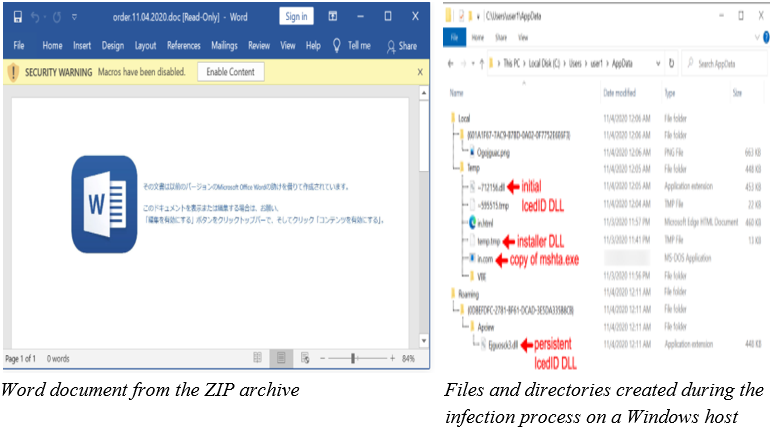 order.11.04.2020.doc [Read-Only] - Word
Sign in
File Home Insert Design Layout References Mailings Review View Help Tell me Share
SECURITY WARNING Macros have been disabled. Enable Content
W
その文書は以前のバージョンのMicrosoft Office Wordの助けを借りて作成されています。
このドキュメントを表示または編集する場合は、お願い、
「編集を有効にする」ボタンをクリックトップバーで、そしてクリック「コンテンツを有効にする」。
Page 1 of 1 0 words
84%
Word document from the ZIP archive
C:\Users\user1\AppData
File Home Share View
This PC Local Disk (C:) Users user1 AppData Search AppData
Name Date modified Type Size
Local 11/4/2020 12:06 AM File folder
11/4/2020 12:06 AM File folder
Ogojguac.png 11/4/2020 12:06 AM PNG File 663 KB
Temp 11/4/2020 12:05 AM File folder 448 KB
~712156.dll initial 11/4/2020 12:05 AM Application extension 453 KB
IcedID DLL
~595515.tmp 11/4/2020 12:04 AM TMP File 22 KB
in.html 11/3/2020 11:57 PM Microsoft Edge HTML Document 460 KB
temp.tmp installer DLL 11/3/2020 11:41 PM TMP File 13 KB
in.com copy of mshta.exe MS-DOS Application
11/3/2020 11:56 PM File folder
Roaming 11/4/2020 12:11 AM File folder
11/4/2020 12:11 AM File folder
11/4/2020 12:11 AM File folder
persistent 11/4/2020 12:11 AM Application extension 448 KB
IcedID DLL
Files and directories created during the
infection process on a Windows host